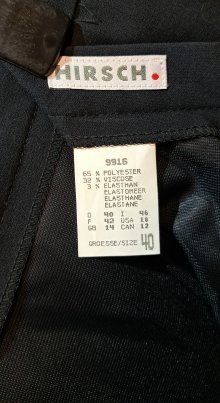 HIRSCH.
9916
65 % POLYESTER
32 % VISCOSE
3 % ELASTHAN
ELASTOMEER
ELASTHANNE
ELASTANE
D 40 I 46
F 42 USA 10
GB 14 CAN 12
GROESSE/SIZE 40